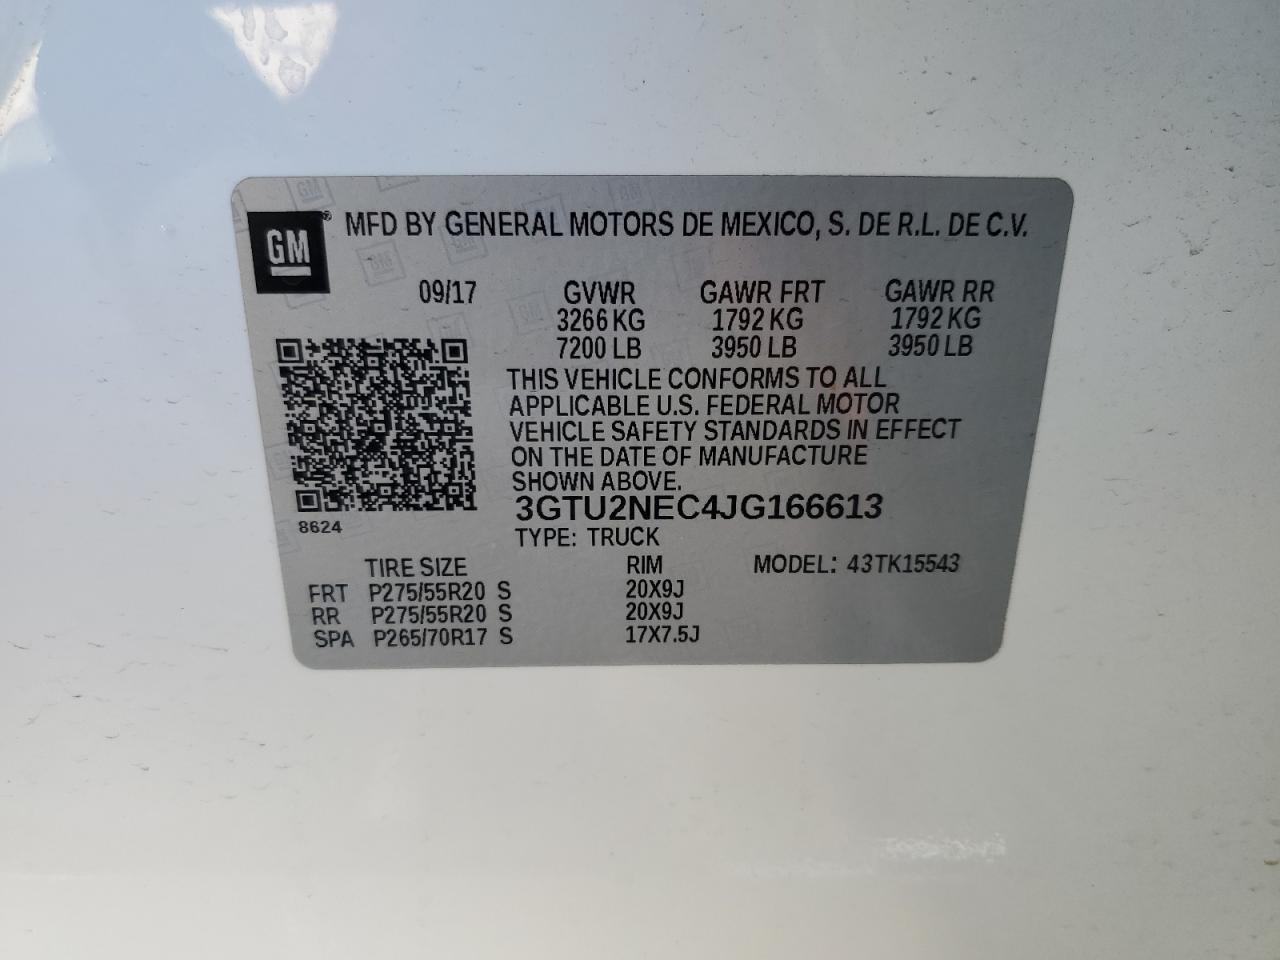 GM® MFD BY GENERAL MOTORS DE MEXICO, S. DE R.L. DE C.V.
09/17 GVWR GAWR FRT GAWR RR
3266 KG 1792 KG 1792 KG
7200 LB 3950 LB 3950 LB
THIS VEHICLE CONFORMS TO ALL
APPLICABLE U.S. FEDERAL MOTOR
VEHICLE SAFETY STANDARDS IN EFFECT
ON THE DATE OF MANUFACTURE
SHOWN ABOVE.
3GTU2NEC4JG166613
8624
TYPE: TRUCK
TIRE SIZE RIM MODEL: 43TK15543
FRT P275/55R20 S 20X9J
RR P275/55R20 S 20X9J
SPA P265/70R17 S 17X7.5J